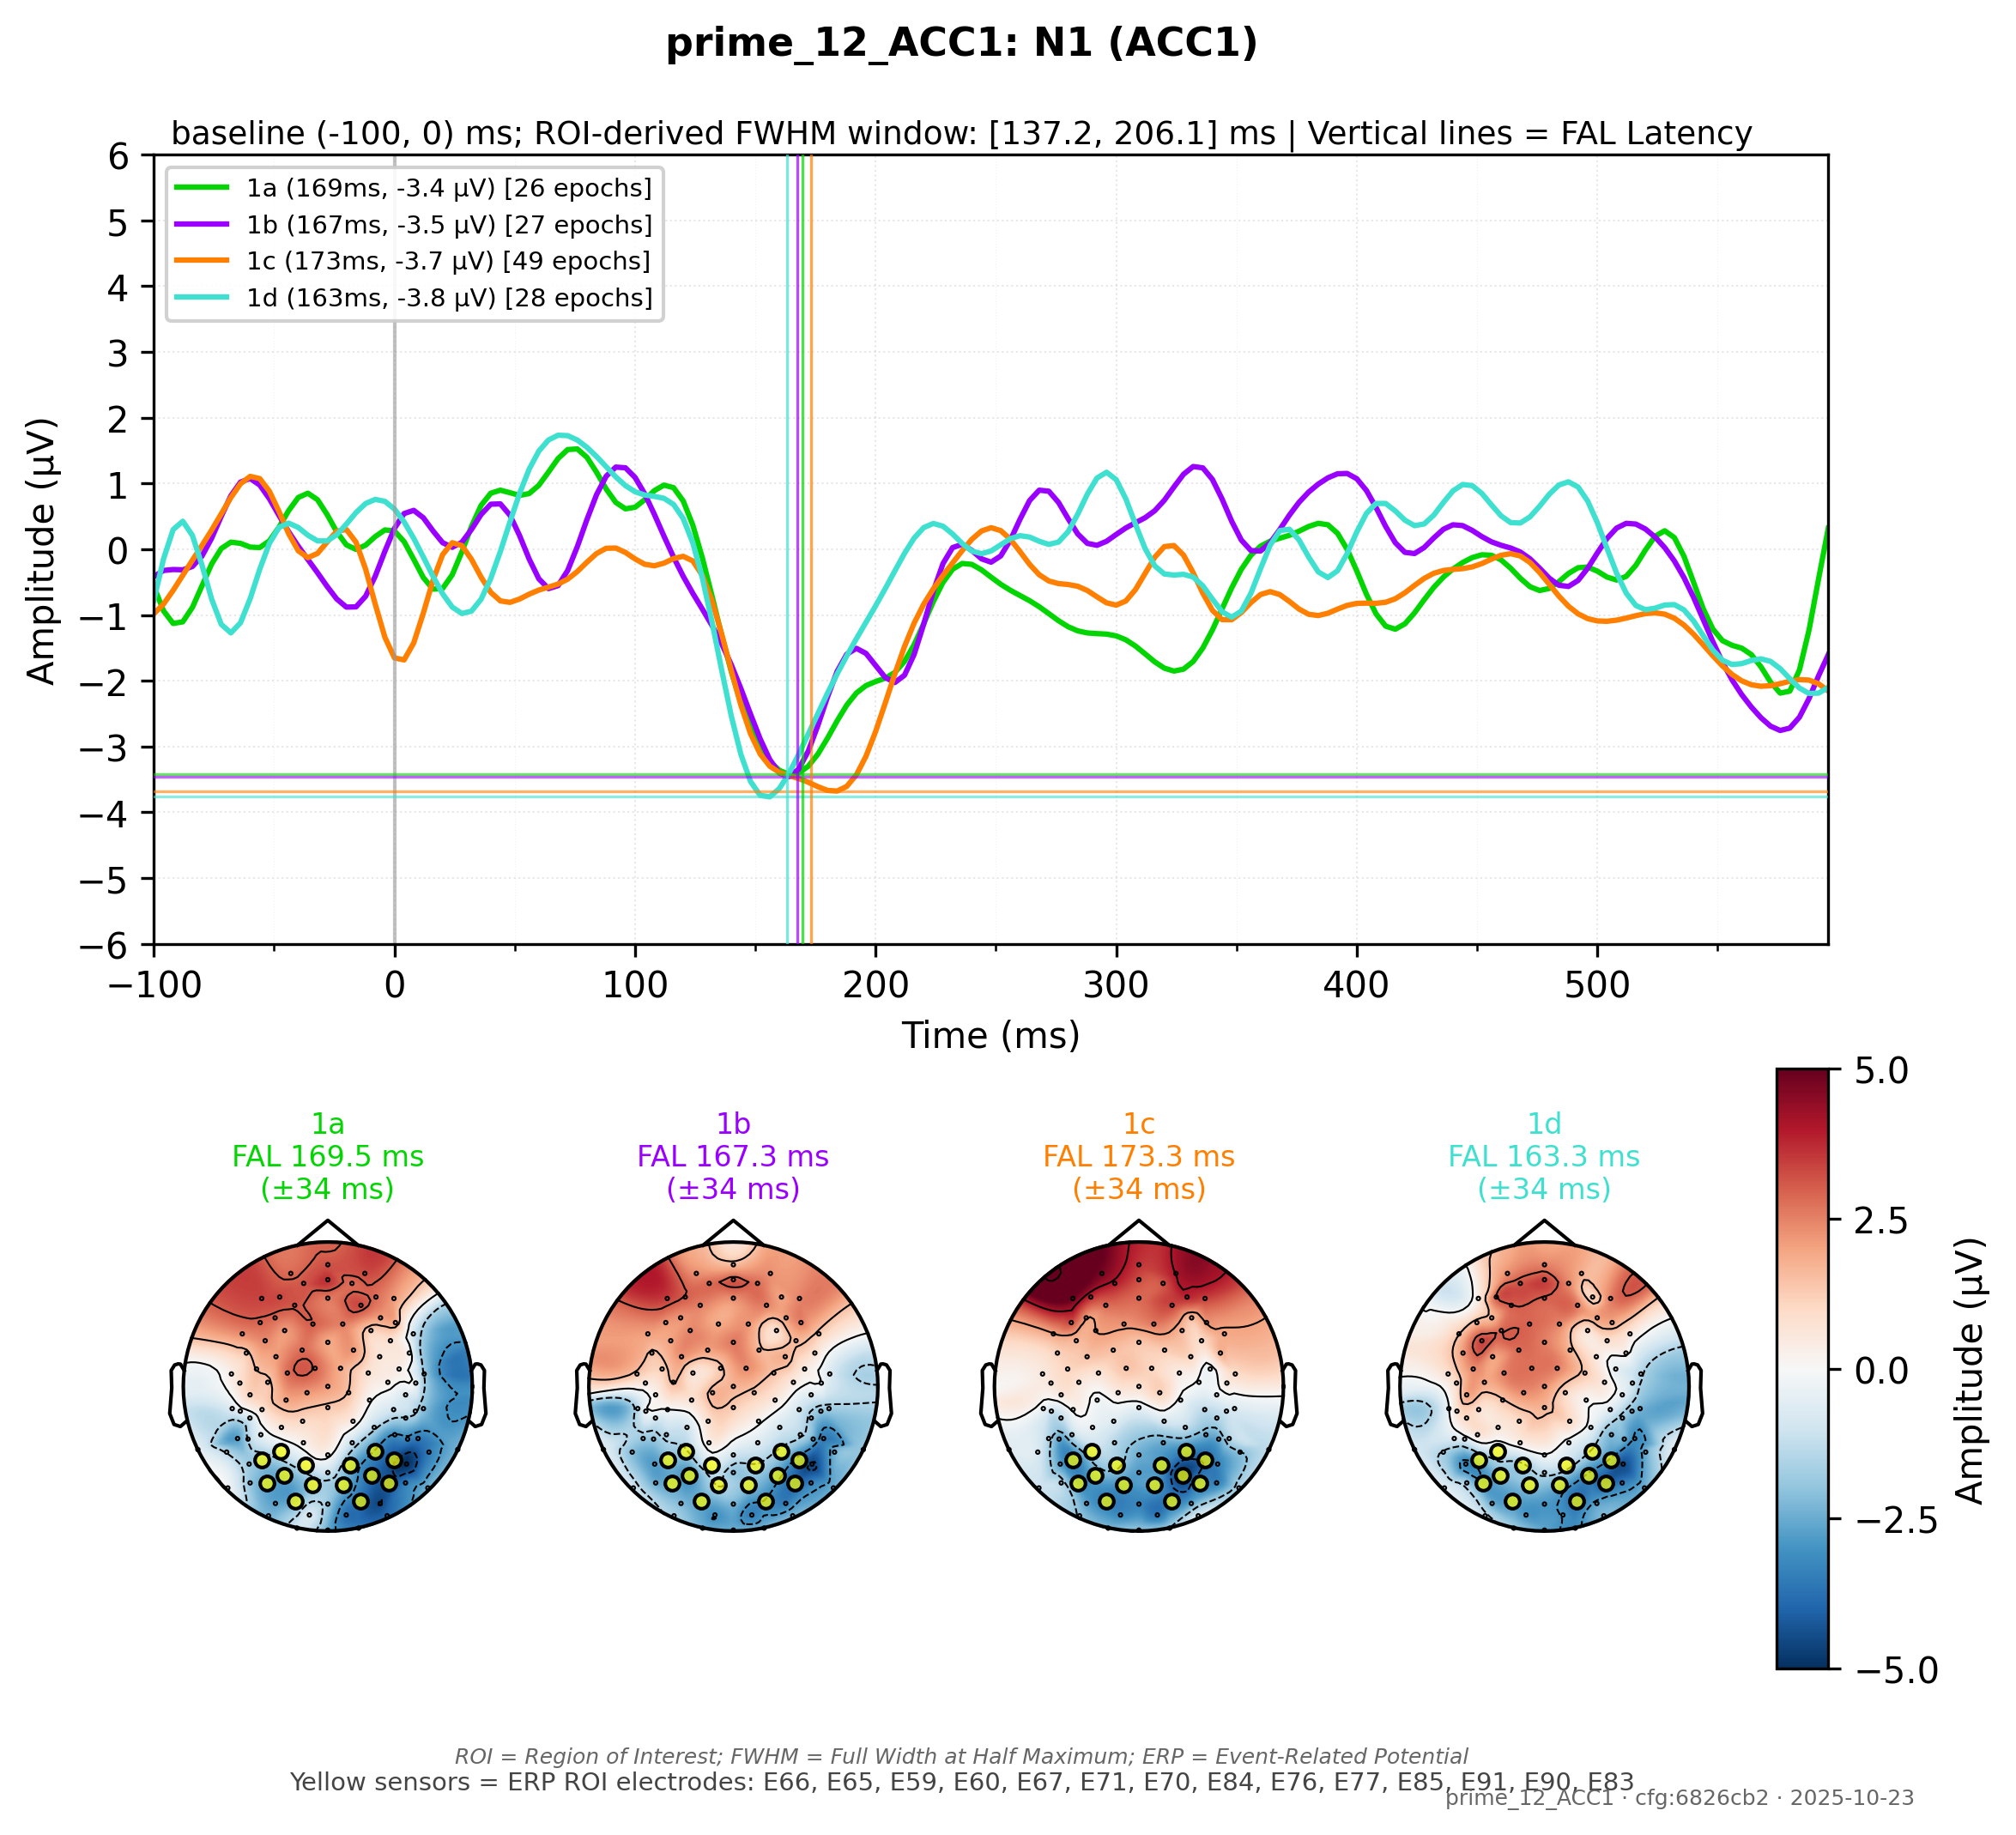 prime_12_ACC1: N1 (ACC1)
baseline (-100, 0) ms; ROI-derived FWHM window: [137.2, 206.1] ms | Vertical lines = FAL Latency
1a (169ms, -3.4 µV) [26 epochs]
1b (167ms, -3.5 µV) [27 epochs]
1c (173ms, -3.7 µV) [49 epochs]
1d (163ms, -3.8 µV) [28 epochs]
Amplitude (µV)
6
5
4
3
2
1
0
−1
−2
−3
−4
−5
−6
−100 0 100 200 300 400 500
Time (ms)
1a
FAL 169.5 ms
(±34 ms)
1b
FAL 167.3 ms
(±34 ms)
1c
FAL 173.3 ms
(±34 ms)
1d
FAL 163.3 ms
(±34 ms)
5.0
2.5
0.0
−2.5
−5.0
Amplitude (µV)
ROI = Region of Interest; FWHM = Full Width at Half Maximum; ERP = Event-Related Potential
Yellow sensors = ERP ROI electrodes: E66, E65, E59, E60, E67, E71, E70, E84, E76, E77, E85, E91, E90, E83
prime_12_ACC1 · cfg:6826cb2 · 2025-10-23